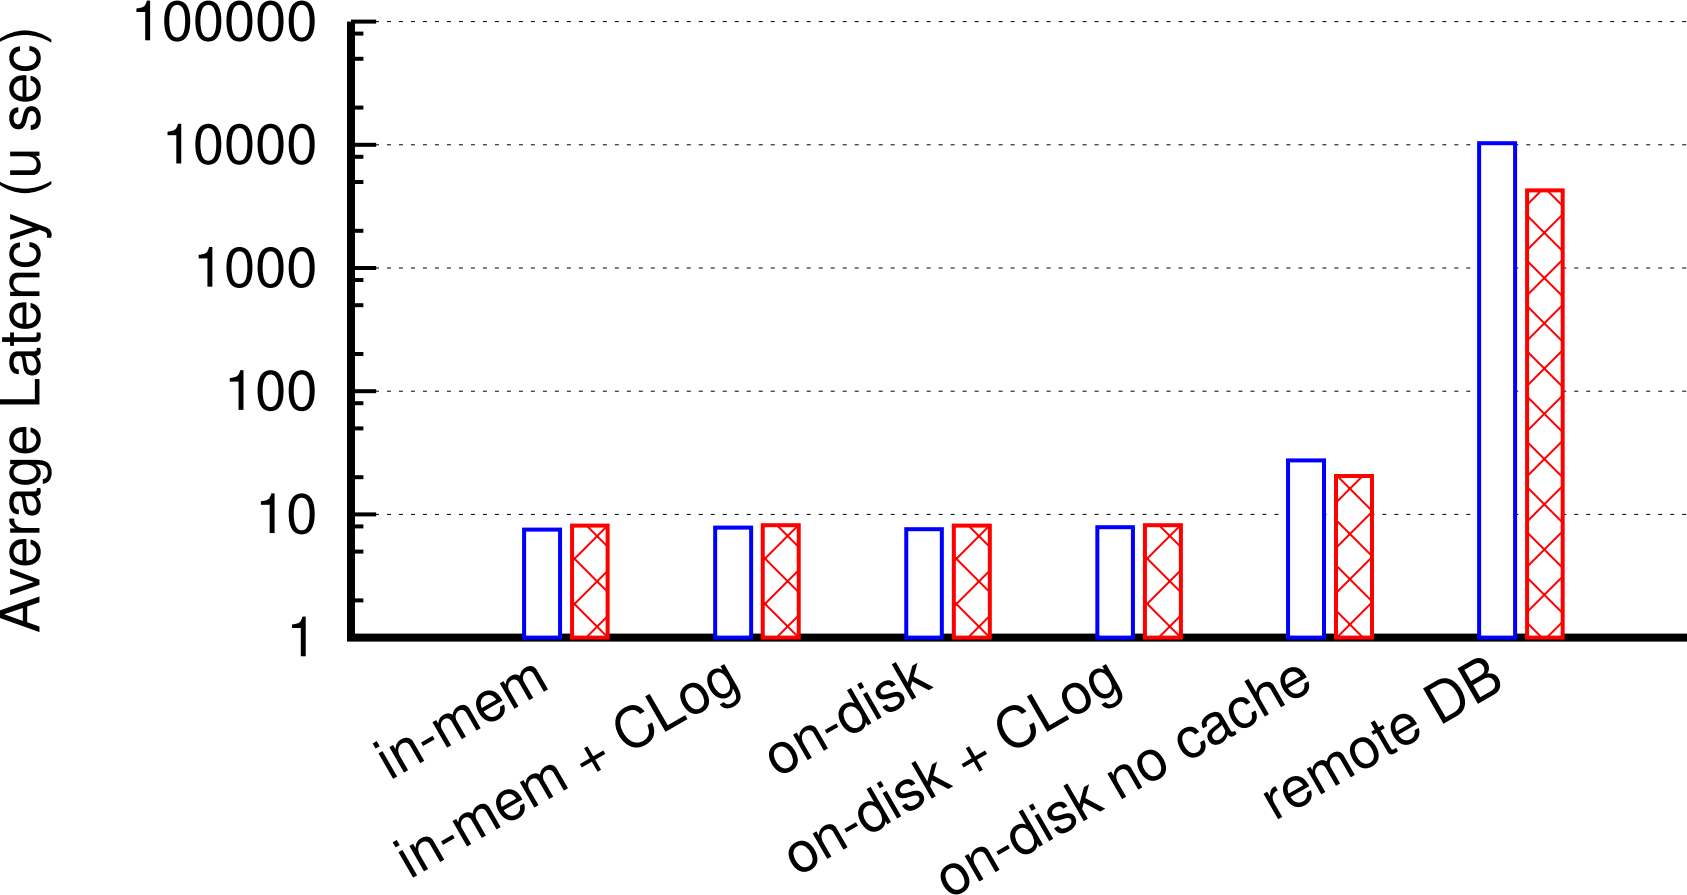 Average Latency (u sec)
100000
10000
1000
100
10
1
in-mem
in-mem + CLog
on-disk
on-disk + CLog
on-disk no cache
remote DB